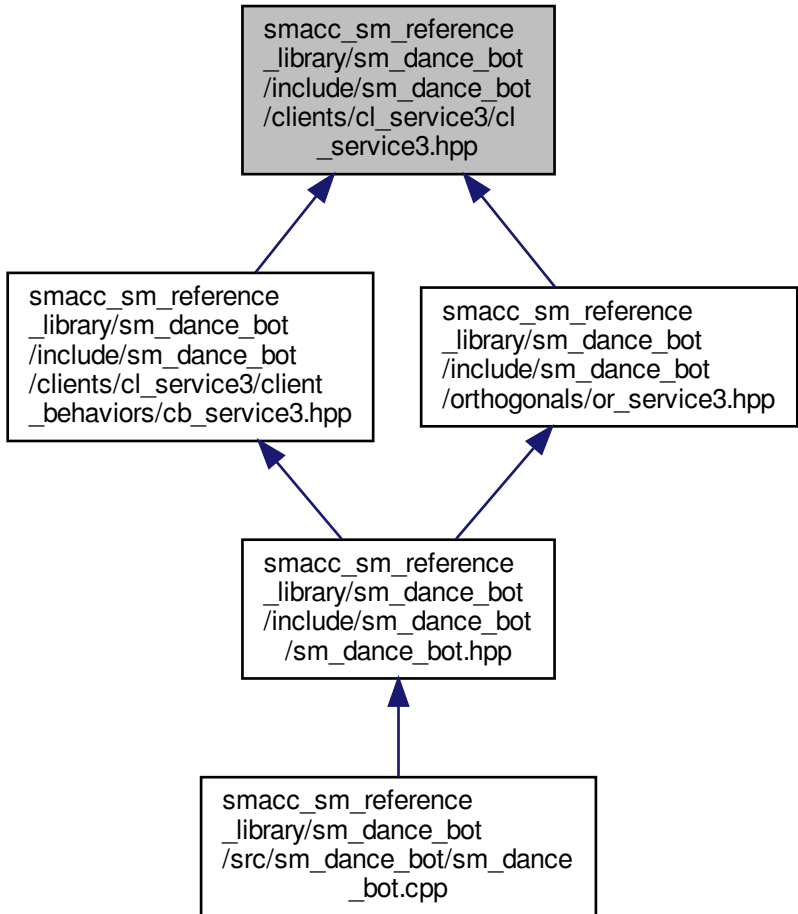 smacc_sm_reference
_library/sm_dance_bot
/include/sm_dance_bot
/clients/cl_service3/cl
_service3.hpp
smacc_sm_reference
_library/sm_dance_bot
/include/sm_dance_bot
/clients/cl_service3/client
_behaviors/cb_service3.hpp
smacc_sm_reference
_library/sm_dance_bot
/include/sm_dance_bot
/orthogonals/or_service3.hpp
smacc_sm_reference
_library/sm_dance_bot
/include/sm_dance_bot
/sm_dance_bot.hpp
smacc_sm_reference
_library/sm_dance_bot
/src/sm_dance_bot/sm_dance
_bot.cpp